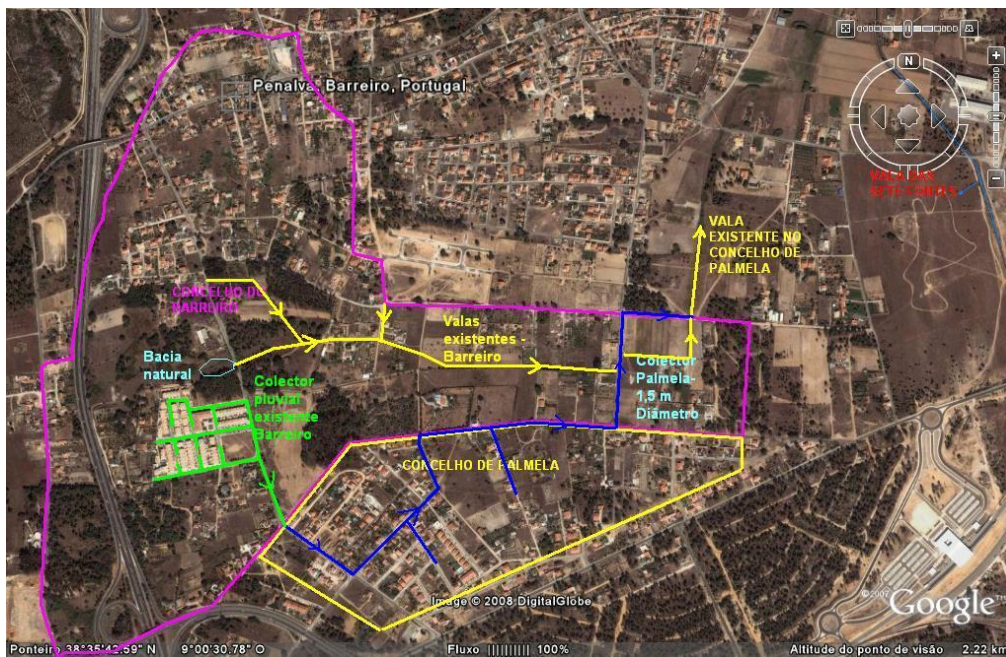 Penalva, Barreiro, Portugal
N
VALA DAS
SETE CORTES
VALA
EXISTENTE NO
CONCELHO DE
PALMELA
CONCELHO DO
BARREIRO
Valas
existentes -
Barreiro
Bacia
natural
Colector
Palmela-
1,5 m
Diâmetro
Colector
pluvial
existente
Barreiro
CONCELHO DE PALMELA
Image © 2008 DigitalGlobe
©2007 Google™
Ponteiro 38°35'42.59" N 9°00'30.78" O Fluxo 100% Altitude do ponto de visão 2.22 km